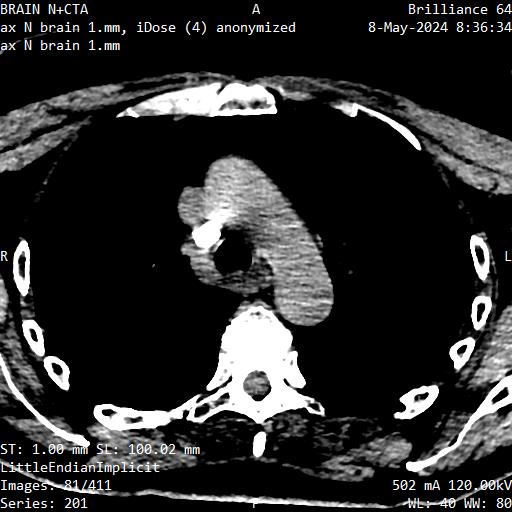 BRAIN N+CTA
A
Brilliance 64
ax N brain 1.mm, iDose (4) anonymized
8-May-2024 8:36:34
ax N brain 1.mm
R
L
ST: 1.00 mm SL: 100.02 mm
LittleEndianImplicit
Images: 81/411
502 mA 120.00kV
Series: 201
P
WL: 40 WW: 80